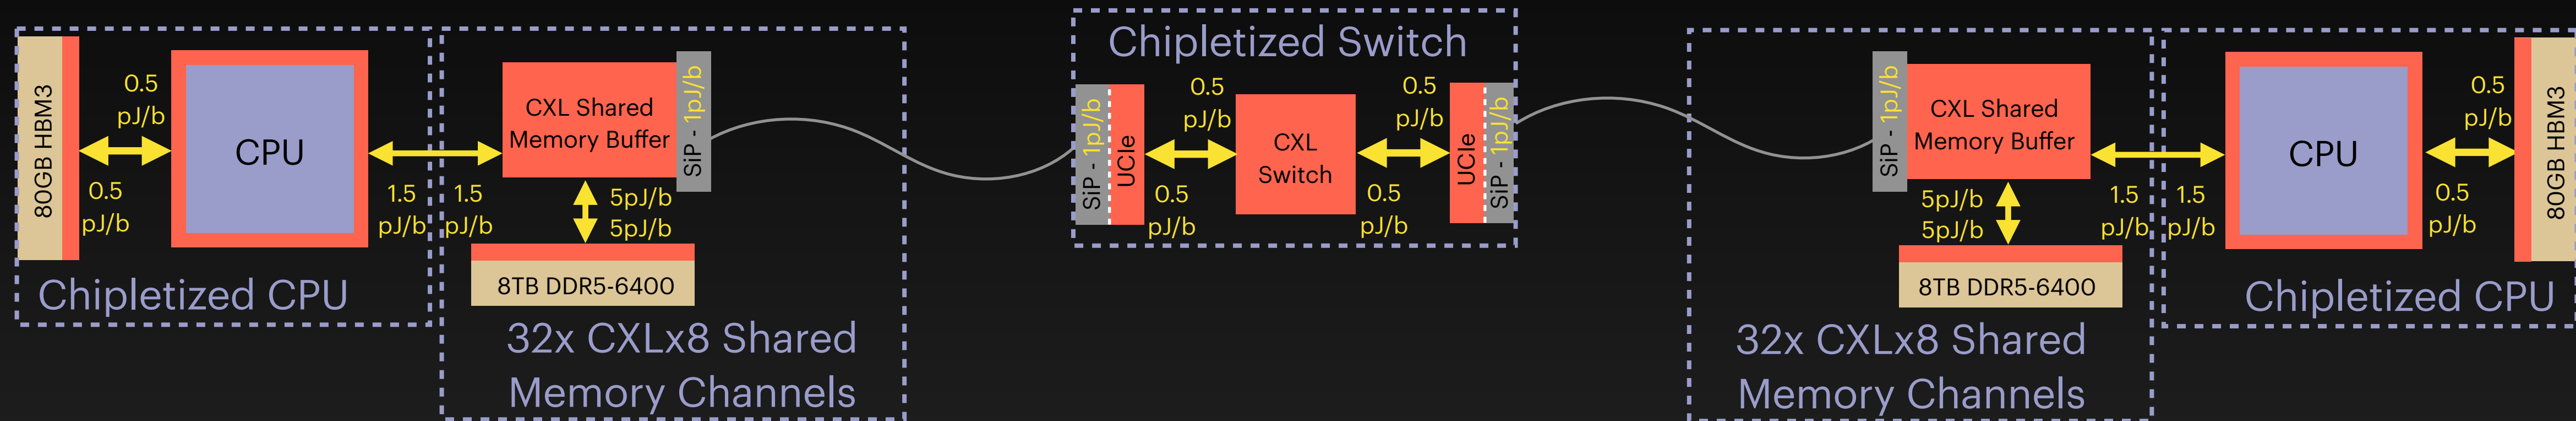 80GB HBM3
0.5
pJ/b
0.5
pJ/b
CPU
1.5
pJ/b
1.5
pJ/b
Chipletized CPU
CXL Shared
Memory Buffer
SiP - 1pJ/b
5pJ/b
5pJ/b
8TB DDR5-6400
32x CXLx8 Shared
Memory Channels
Chipletized Switch
SiP - 1pJ/b
UCIe
0.5
pJ/b
0.5
pJ/b
CXL
Switch
0.5
pJ/b
0.5
pJ/b
UCIe
SiP - 1pJ/b
SiP - 1pJ/b
CXL Shared
Memory Buffer
5pJ/b
5pJ/b
8TB DDR5-6400
32x CXLx8 Shared
Memory Channels
1.5
pJ/b
1.5
pJ/b
CPU
0.5
pJ/b
0.5
pJ/b
80GB HBM3
Chipletized CPU